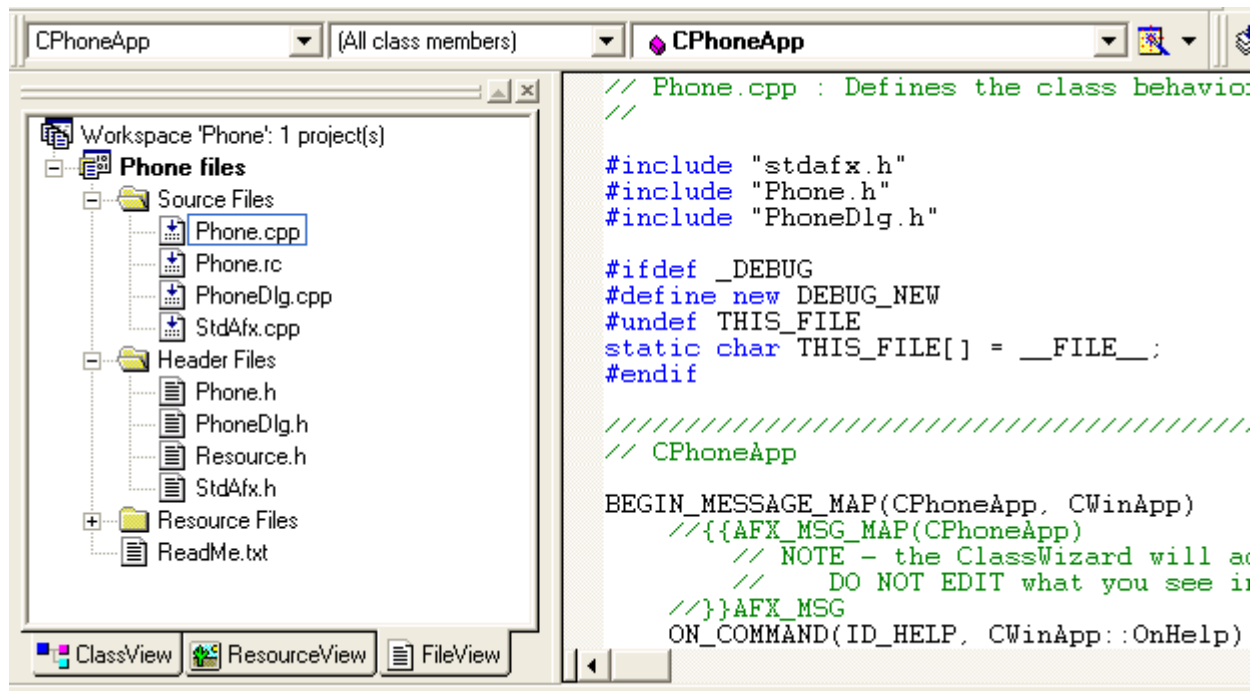 CPhoneApp
(All class members)
CPhoneApp
Workspace 'Phone': 1 project(s)
Phone files
Source Files
Phone.cpp
Phone.rc
PhoneDlg.cpp
StdAfx.cpp
Header Files
Phone.h
PhoneDlg.h
Resource.h
StdAfx.h
Resource Files
ReadMe.txt
ClassView
ResourceView
FileView
// Phone.cpp : Defines the class behavior
//
#include "stdafx.h"
#include "Phone.h"
#include "PhoneDlg.h"
#ifdef _DEBUG
#define new DEBUG_NEW
#undef THIS_FILE
static char THIS_FILE[] = __FILE__;
#endif
/////////////////////////////////////////
// CPhoneApp
BEGIN_MESSAGE_MAP(CPhoneApp, CWinApp)
//{{AFX_MSG_MAP(CPhoneApp)
// NOTE - the ClassWizard will
// DO NOT EDIT what you see
//}}AFX_MSG
ON_COMMAND(ID_HELP, CWinApp::OnHelp)